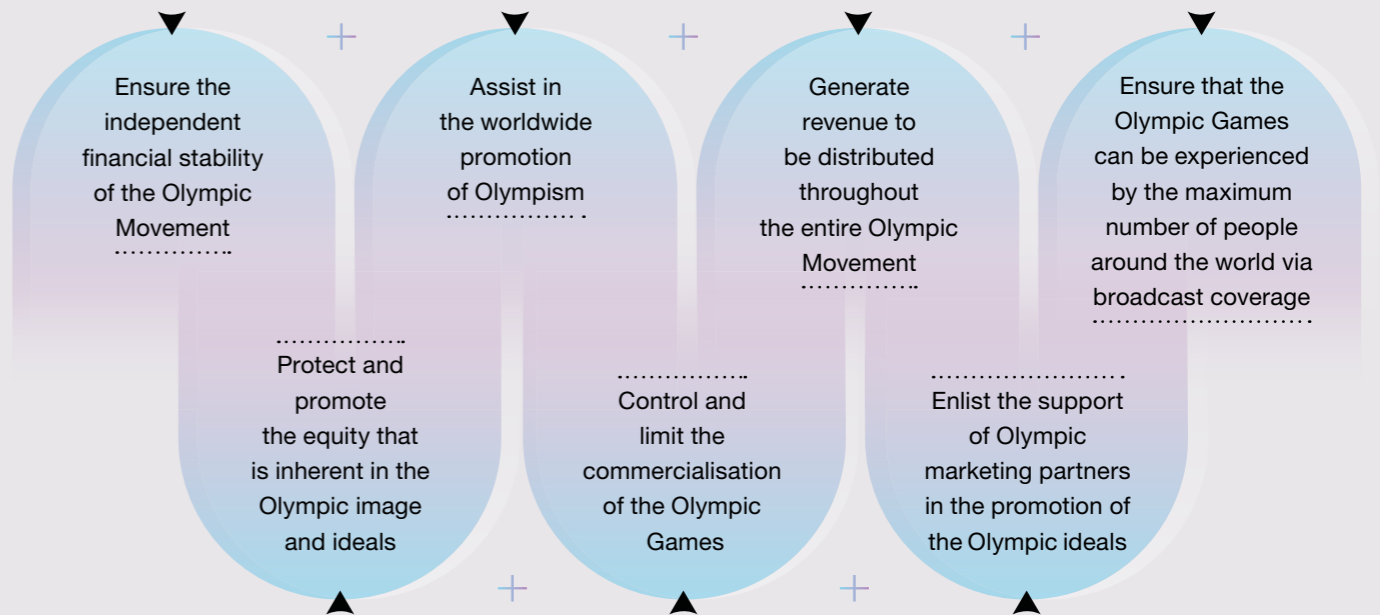 Ensure the
independent
financial stability
of the Olympic
Movement
Assist in
the worldwide
promotion
of Olympism
Generate
revenue to
be distributed
throughout
the entire Olympic
Movement
Ensure that the
Olympic Games
can be experienced
by the maximum
number of people
around the world via
broadcast coverage
Protect and
promote
the equity that
is inherent in the
Olympic image
and ideals
Control and
limit the
commercialisation
of the Olympic
Games
Enlist the support
of Olympic
marketing partners
in the promotion of
the Olympic ideals